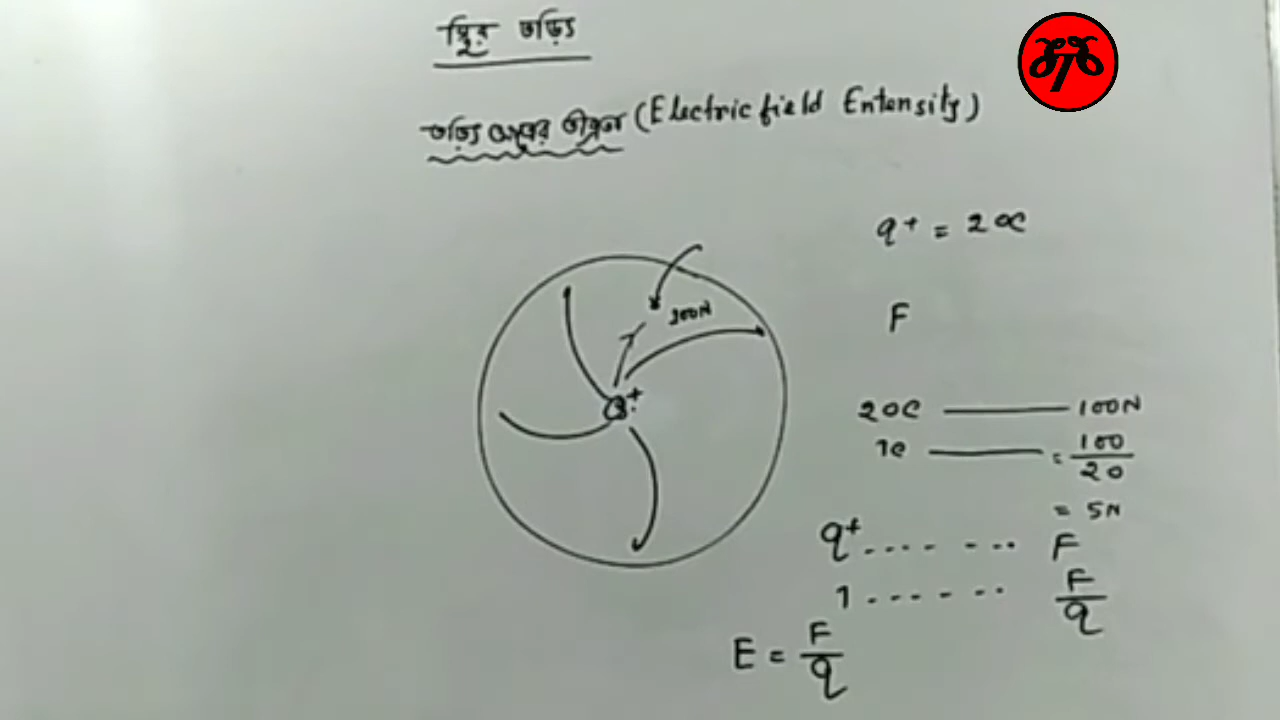 স্থির তড়িৎ
তড়িৎ ক্ষেত্রের তীব্রতা (Electric field Entensity)
q+ = 20C
100N
F
Q+
20C — 100N
1C — = 100/20
= 5N
q+ ....  ... F
1 ...... F/q
E = F/q